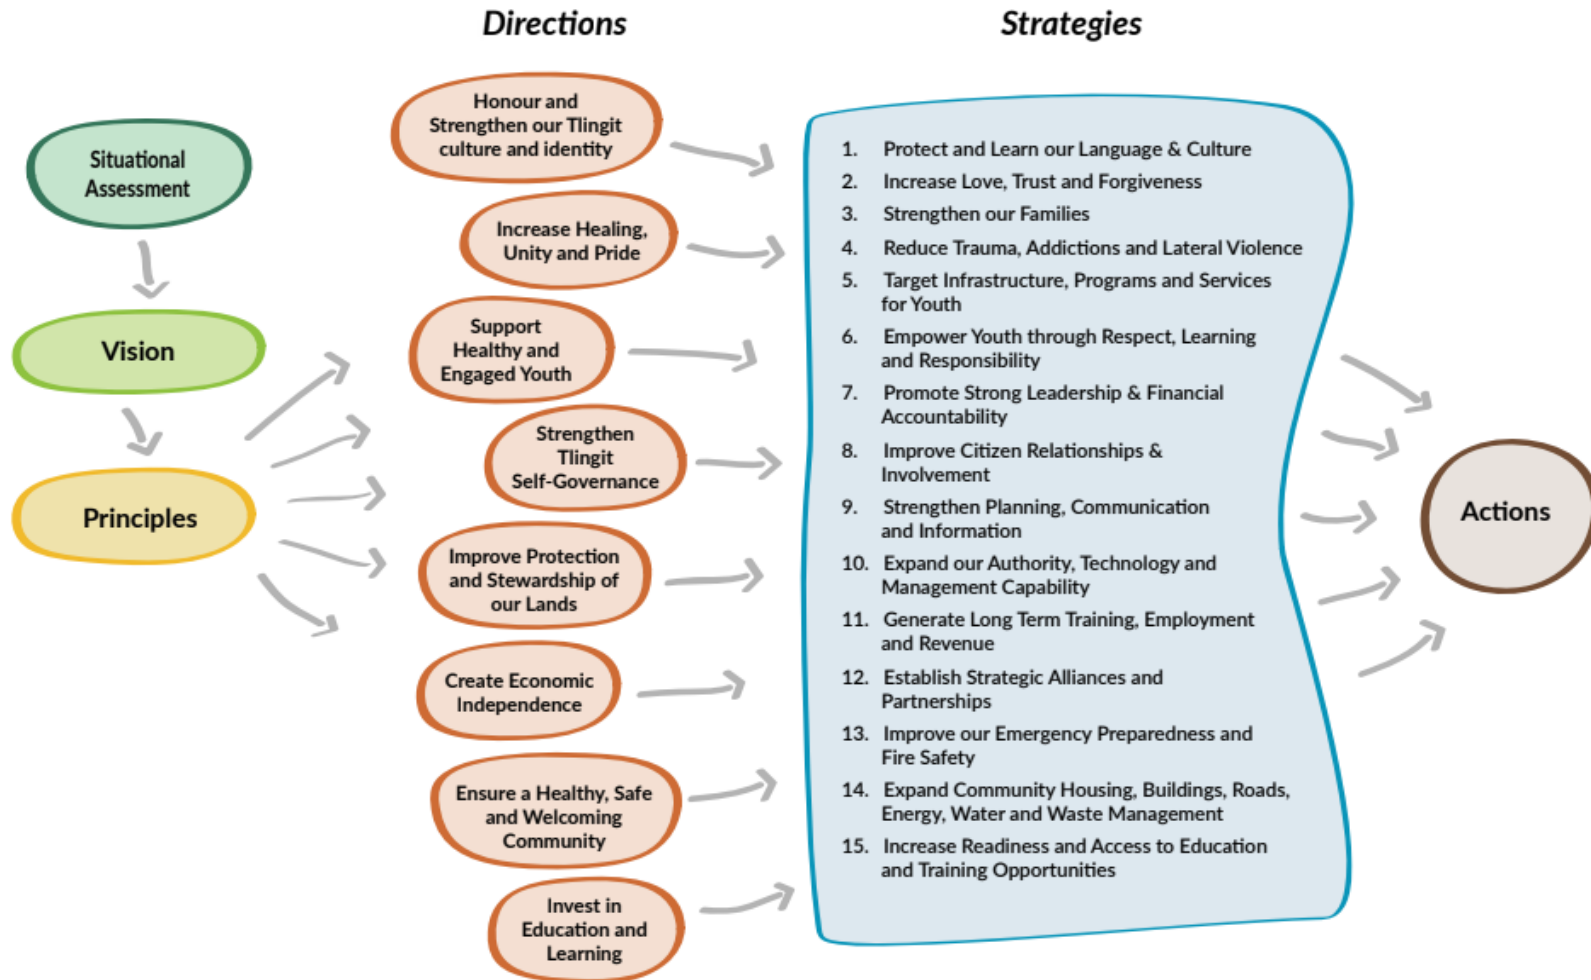 Directions
Strategies
Situational
Assessment
Vision
Principles
Honour and
Strengthen our Tlingit
culture and identity
Increase Healing,
Unity and Pride
Support
Healthy and
Engaged Youth
Strengthen
Tlingit
Self-Governance
Improve Protection
and Stewardship of
our Lands
Create Economic
Independence
Ensure a Healthy, Safe
and Welcoming
Community
Invest in
Education and
Learning
1. Protect and Learn our Language & Culture
2. Increase Love, Trust and Forgiveness
3. Strengthen our Families
4. Reduce Trauma, Addictions and Lateral Violence
5. Target Infrastructure, Programs and Services
for Youth
6. Empower Youth through Respect, Learning
and Responsibility
7. Promote Strong Leadership & Financial
Accountability
8. Improve Citizen Relationships &
Involvement
9. Strengthen Planning, Communication
and Information
10. Expand our Authority, Technology and
Management Capability
11. Generate Long Term Training, Employment
and Revenue
12. Establish Strategic Alliances and
Partnerships
13. Improve our Emergency Preparedness and
Fire Safety
14. Expand Community Housing, Buildings, Roads,
Energy, Water and Waste Management
15. Increase Readiness and Access to Education
and Training Opportunities
Actions